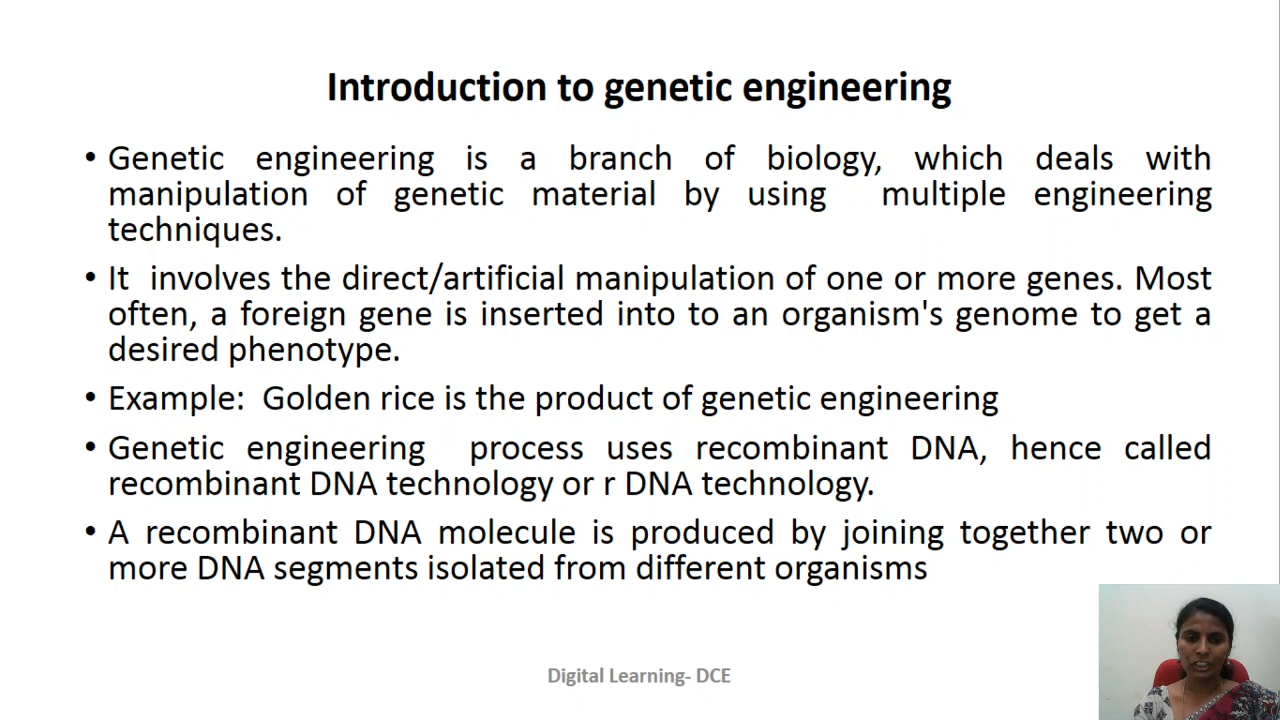 Introduction to genetic engineering
• Genetic engineering is a branch of biology, which deals with
manipulation of genetic material by using multiple engineering
techniques.
• It involves the direct/artificial manipulation of one or more genes. Most
often, a foreign gene is inserted into to an organism's genome to get a
desired phenotype.
• Example: Golden rice is the product of genetic engineering
• Genetic engineering process uses recombinant DNA, hence called
recombinant DNA technology or r DNA technology.
• A recombinant DNA molecule is produced by joining together two or
more DNA segments isolated from different organisms
Digital Learning- DCE